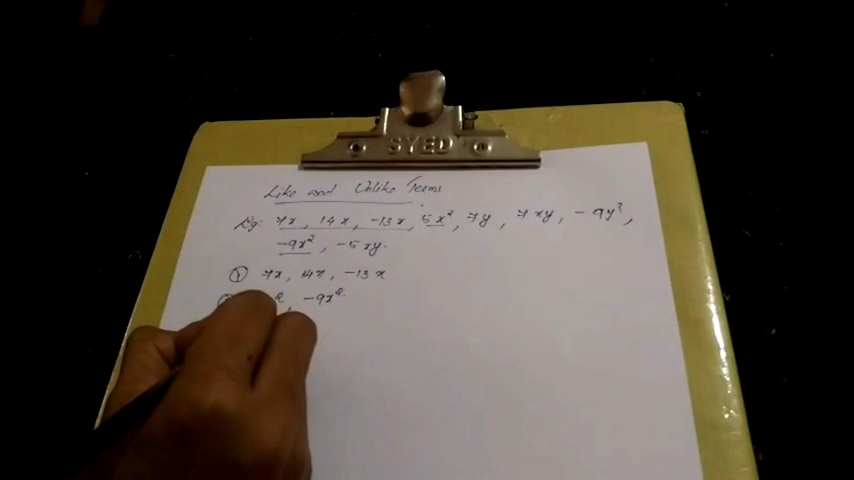 SYED
Like and Unlike Terms
Eg: 7x, 14x, -13x, 5x², 7y, 7xy, -9y²,
-9x², -5xy.
① 7x, 14x, -13x
, -9x².